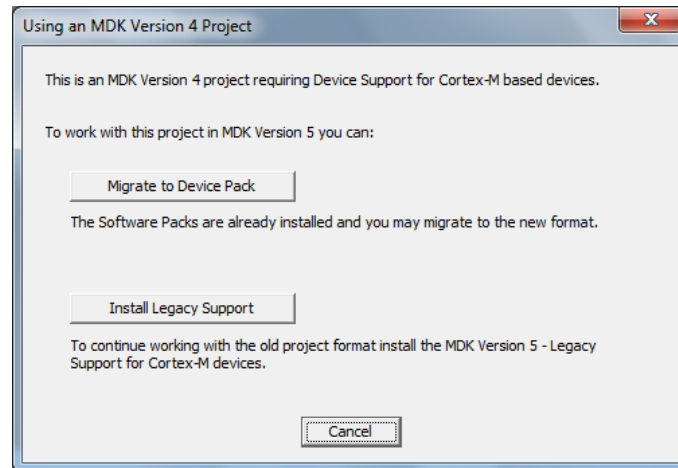 Using an MDK Version 4 Project
This is an MDK Version 4 project requiring Device Support for Cortex-M based devices.
To work with this project in MDK Version 5 you can:
Migrate to Device Pack
The Software Packs are already installed and you may migrate to the new format.
Install Legacy Support
To continue working with the old project format install the MDK Version 5 - Legacy
Support for Cortex-M devices.
Cancel